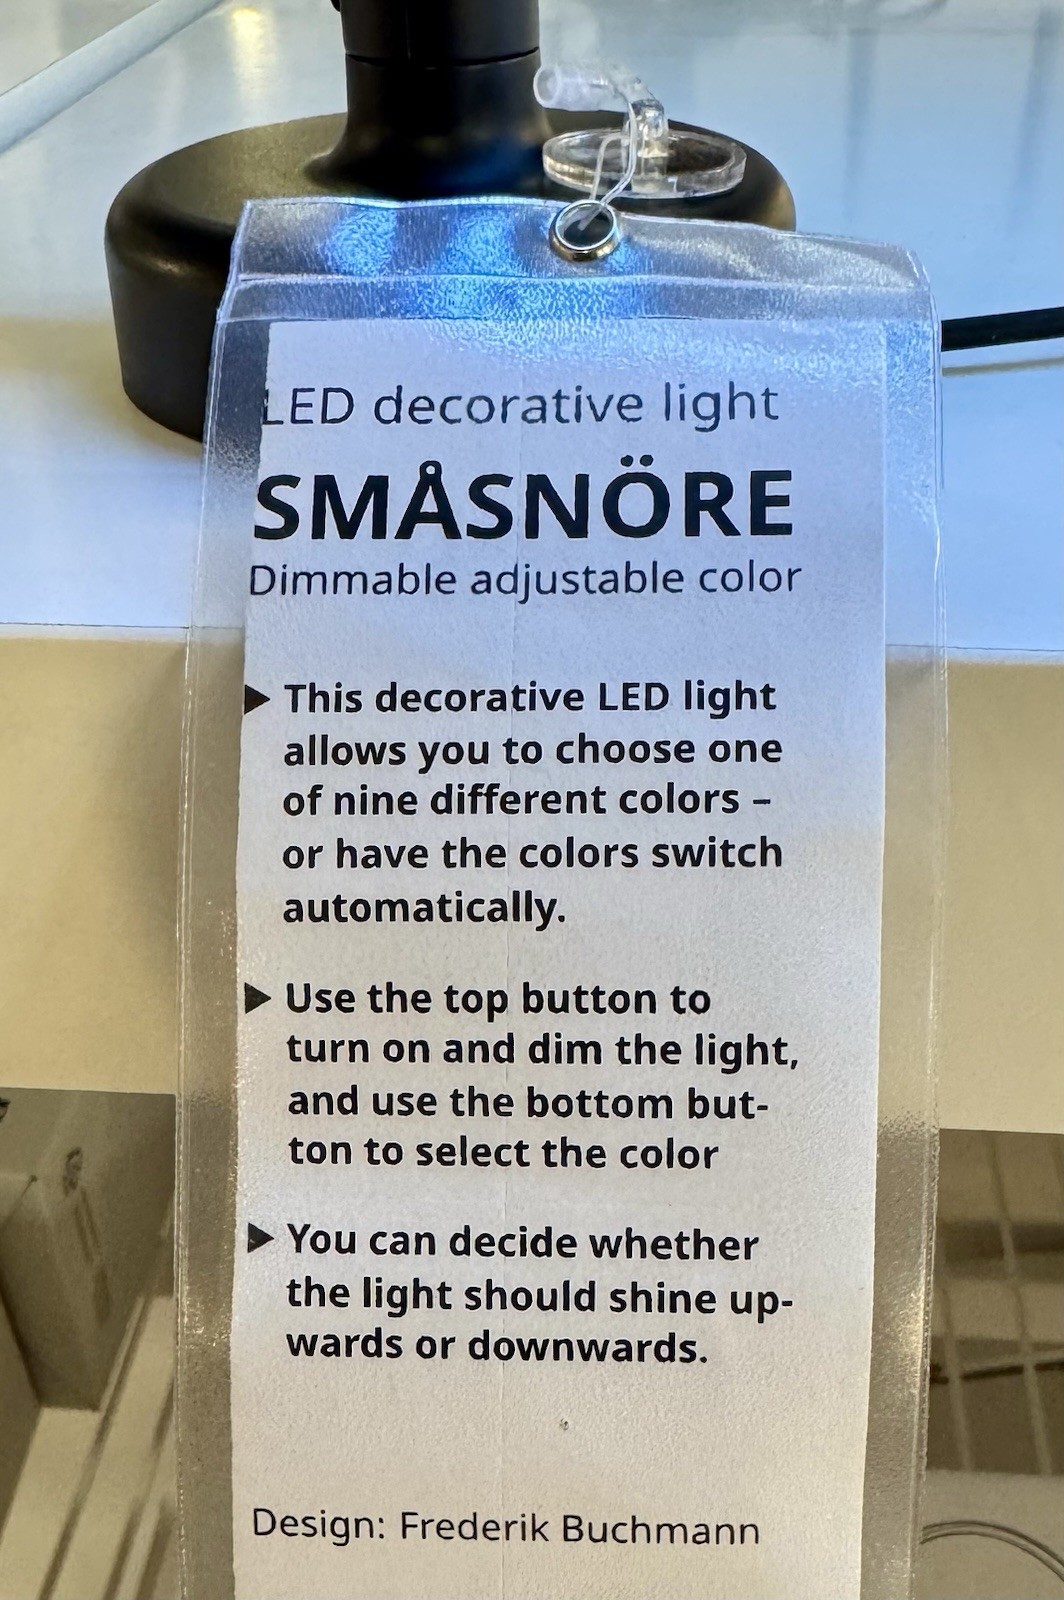 LED decorative light
SMÅSNÖRE
Dimmable adjustable color
▶ This decorative LED light
allows you to choose one
of nine different colors –
or have the colors switch
automatically.
▶ Use the top button to
turn on and dim the light,
and use the bottom but-
ton to select the color
▶ You can decide whether
the light should shine up-
wards or downwards.
Design: Frederik Buchmann